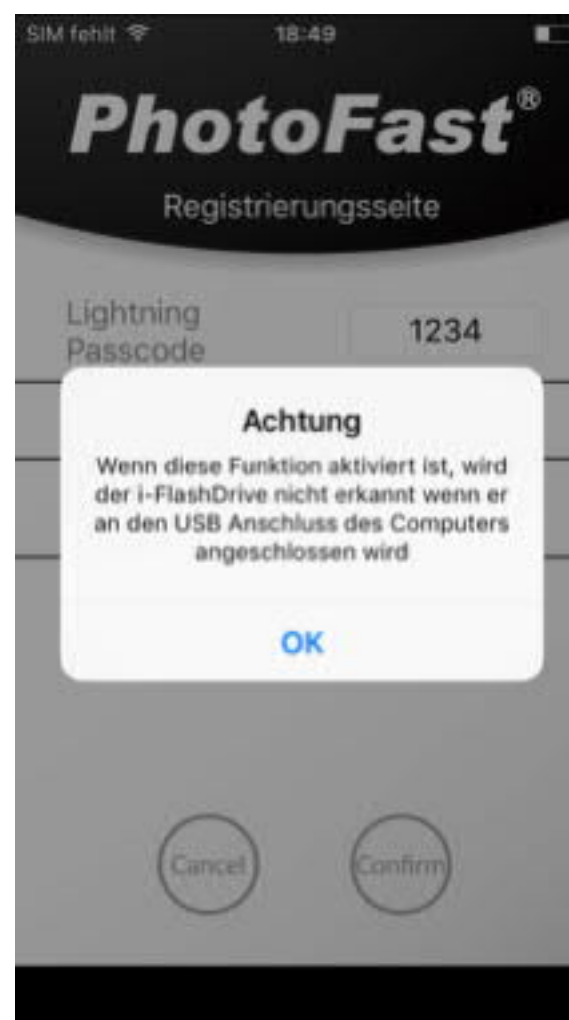 SIM fehlt 18:49
PhotoFast®
Registrierungsseite
Lightning
Passcode
1234
Achtung
Wenn diese Funktion aktiviert ist, wird
der i-FlashDrive nicht erkannt wenn er
an den USB Anschluss des Computers
angeschlossen wird
OK
Cancel Confirm